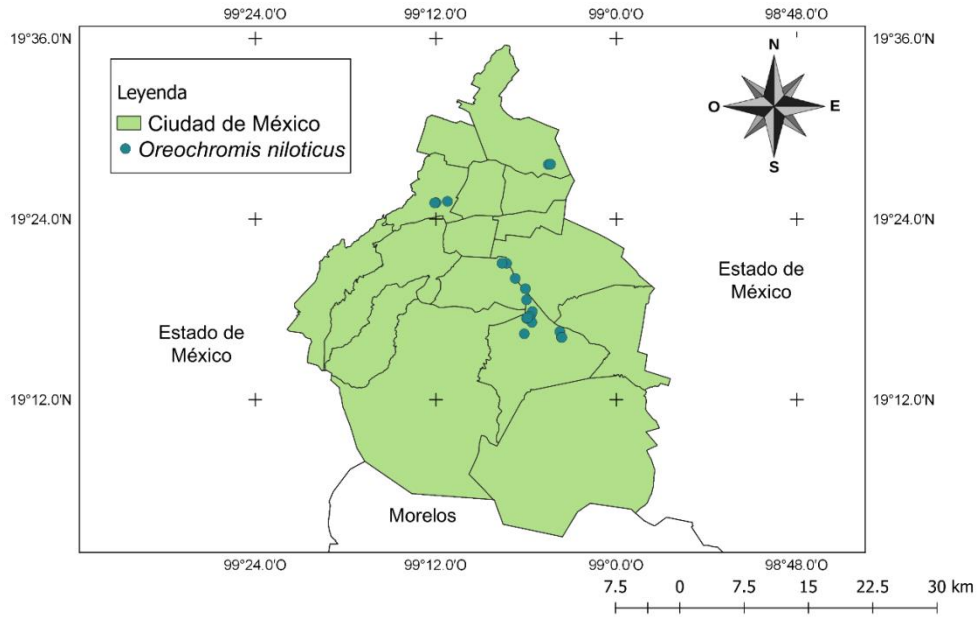 99°24.0'O 99°12.0'O 99°0.0'O 98°48.0'O
19°36.0'N 19°36.0'N
N
O E
S
Leyenda
Ciudad de México
Oreochromis niloticus
19°24.0'N 19°24.0'N
Estado de
México
Estado de
México
19°12.0'N 19°12.0'N
Morelos
99°24.0'O 99°12.0'O 99°0.0'O 98°48.0'O
7.5 0 7.5 15 22.5 30 km